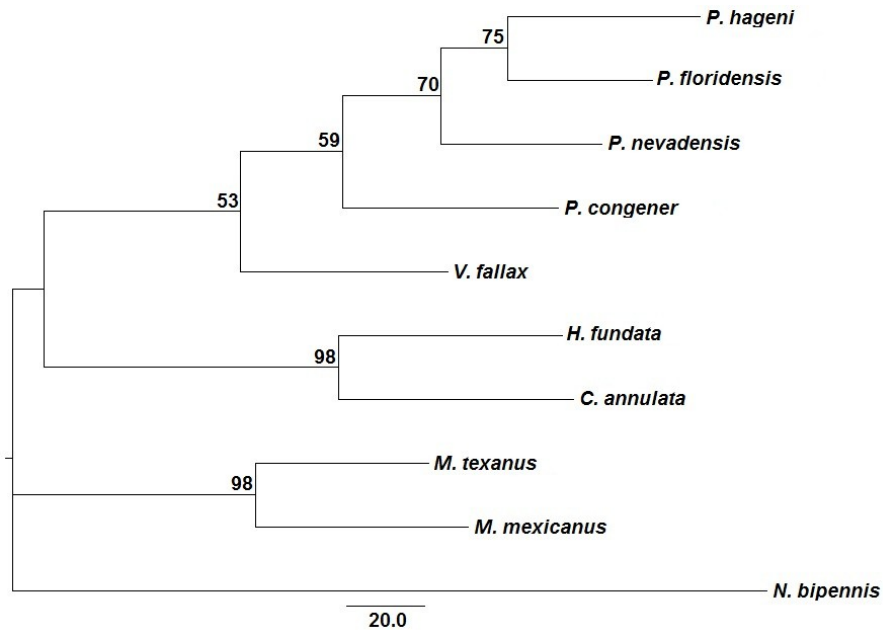 75
P. hageni
P. floridensis
70
P. nevadensis
59
P. congener
53
V. fallax
H. fundata
98
C. annulata
M. texanus
98
M. mexicanus
N. bipennis
20.0